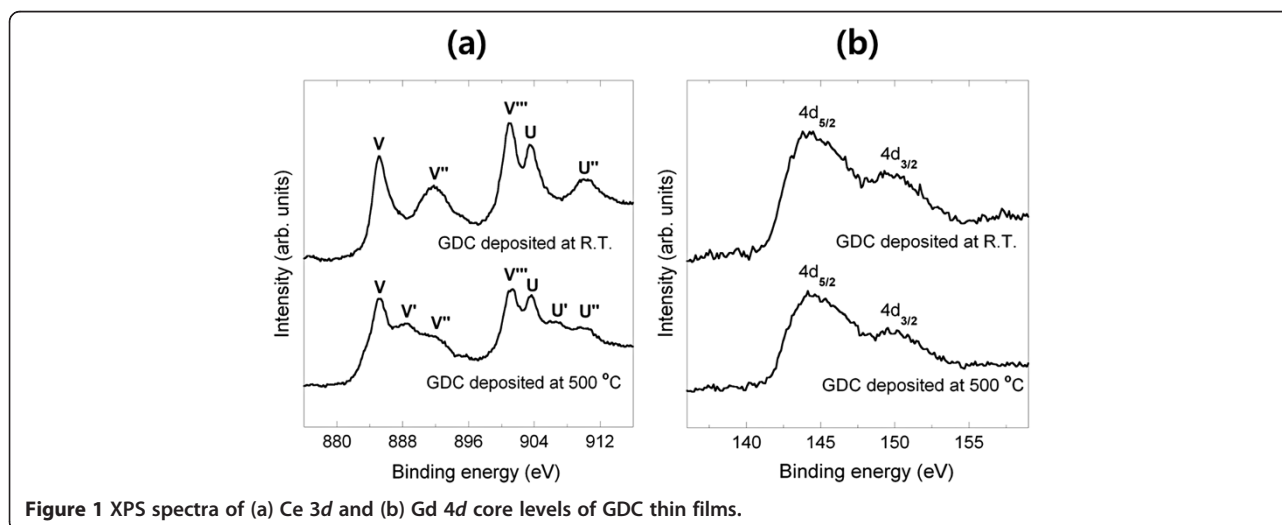 (a)
(b)
V
V''
V'''
U
U''
GDC deposited at R.T.
V
V'
V''
V'''
U
U'
U''
GDC deposited at 500 °C
Intensity (arb. units)
880 888 896 904 912
Binding energy (eV)
4d5/2
4d3/2
GDC deposited at R.T.
4d5/2
4d3/2
GDC deposited at 500 °C
Intensity (arb. units)
140 145 150 155
Binding energy (eV)
Figure 1 XPS spectra of (a) Ce 3d and (b) Gd 4d core levels of GDC thin films.